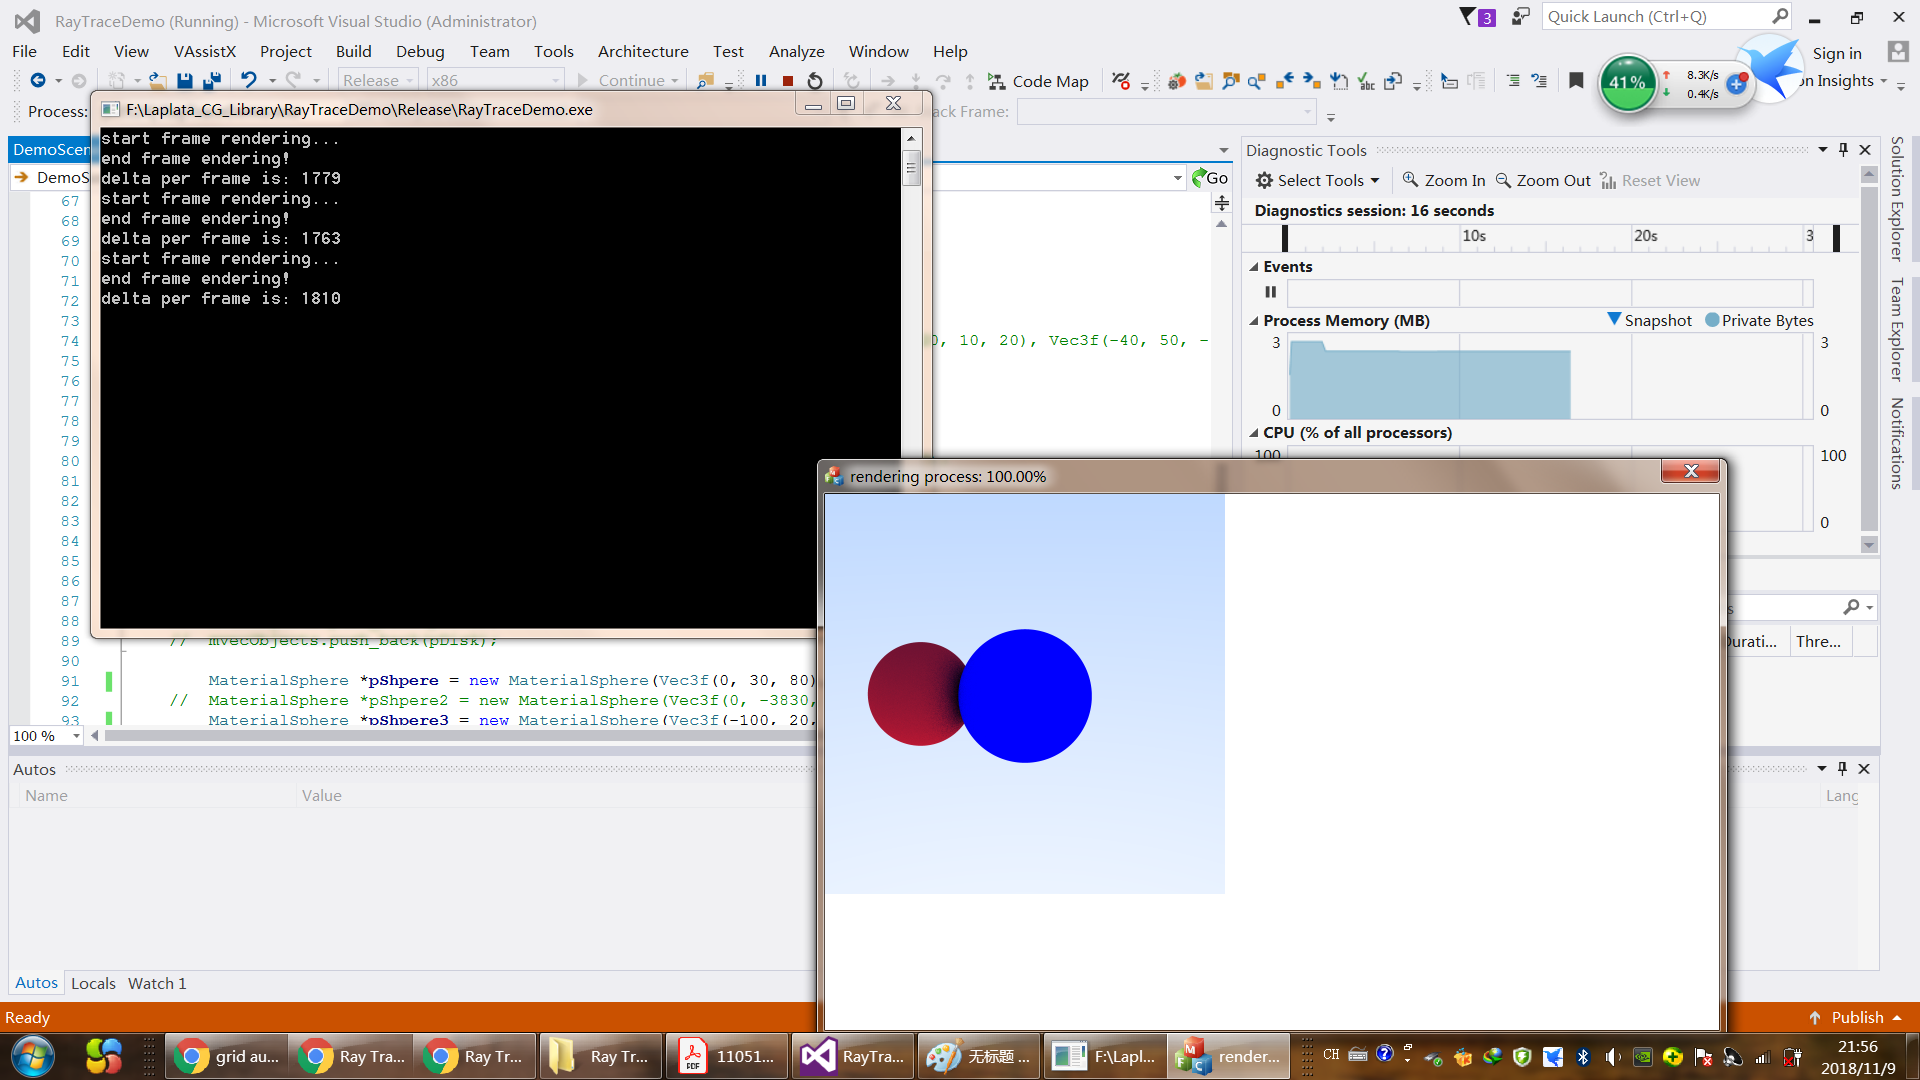 RayTraceDemo (Running) - Microsoft Visual Studio (Administrator)
3
Quick Launch (Ctrl+Q)
File Edit View VAssistX Project Build Debug Team Tools Architecture Test Analyze Window Help
Sign in
Release x86 Continue Code Map
41% 8.3K/s
0.4K/s
on Insights
Process:
ck Frame:
F:\Laplata_CG_Library\RayTraceDemo\Release\RayTraceDemo.exe
start frame rendering...
end frame endering!
delta per frame is: 1779
start frame rendering...
end frame endering!
delta per frame is: 1763
start frame rendering...
end frame endering!
delta per frame is: 1810
DemoScen
DemoS
Go
67
68
69
70
71
72
73
74 0, 10, 20), Vec3f(-40, 50, -
75
76
77
78
79
80
81
82
83
84
85
86
87
88
89 // mvecObjects.push_back(pDisk);
90
91 MaterialSphere *pShpere = new MaterialSphere(Vec3f(0, 30, 80)
92 // MaterialSphere *pShpere2 = new MaterialSphere(Vec3f(0, -3830,
93 MaterialSphere *pShpere3 = new MaterialSphere(Vec3f(-100, 20,
100 %
Diagnostic Tools
Select Tools Zoom In Zoom Out Reset View
Diagnostics session: 16 seconds
10s 20s 3
Events
Process Memory (MB) Snapshot Private Bytes
3 3
0 0
CPU (% of all processors)
100 100
0
s
Durati... Thre...
Solution Explorer
Team Explorer
Notifications
rendering process: 100.00%
Autos
Name Value
Lang
Autos Locals Watch 1
Ready
Publish
grid au...
Ray Tra...
Ray Tr...
Ray Tr...
11051...
RayTra...
无标题 ...
F:\Lapl...
render...
CH
21:56
2018/11/9